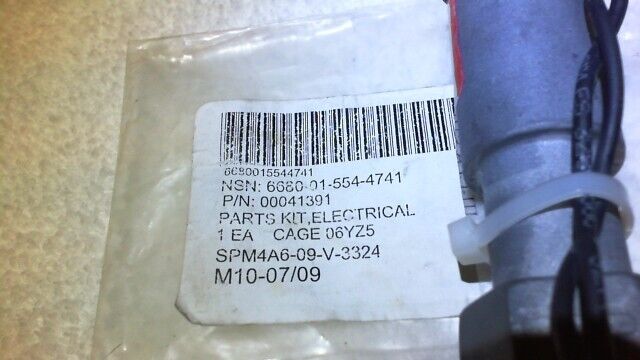 6680015544741
NSN: 6680-01-554-4741
P/N: 00041391
PARTS KIT,ELECTRICAL
1 EA CAGE 06YZ5
SPM4A6-09-V-3324
M10-07/09